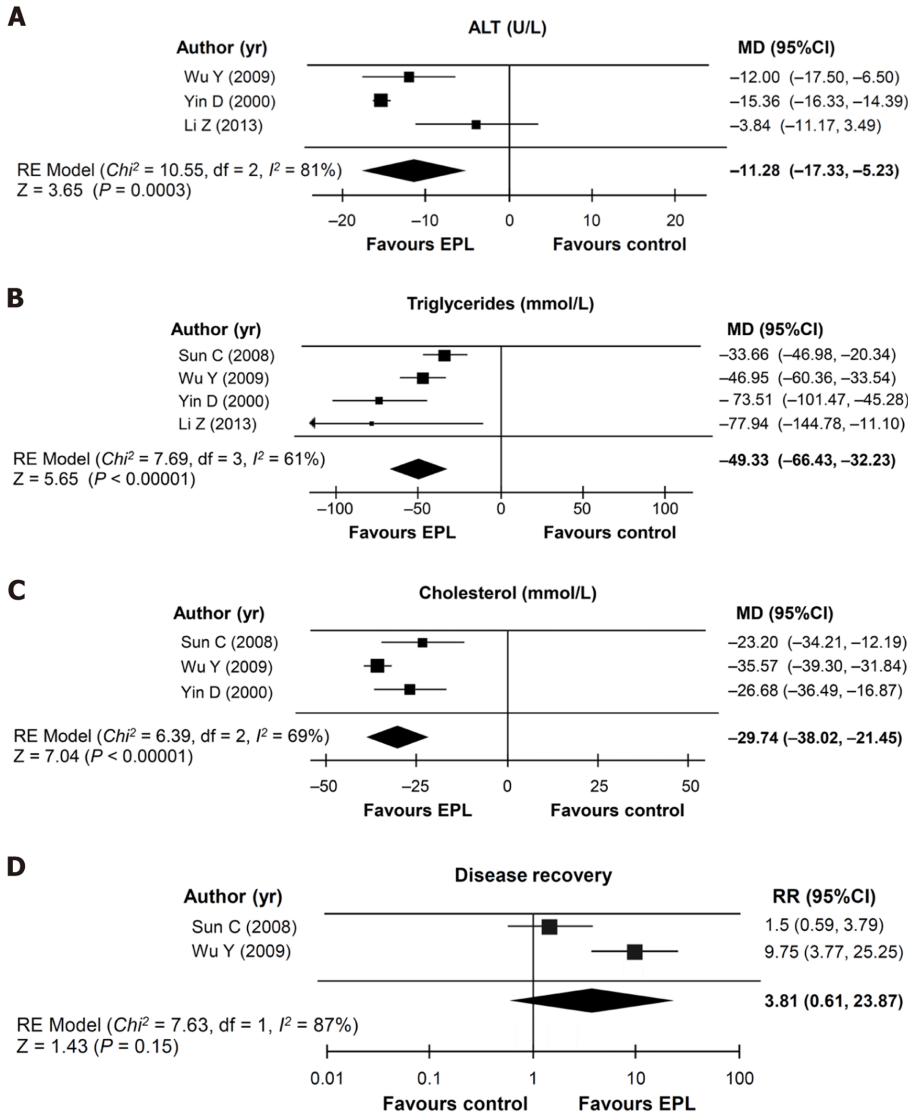 A
ALT (U/L)
Author (yr) MD (95%CI)
Wu Y (2009) –12.00 (–17.50, –6.50)
Yin D (2000) –15.36 (–16.33, –14.39)
Li Z (2013) –3.84 (–11.17, 3.49)
RE Model (Chi² = 10.55, df = 2, I² = 81%) –11.28 (–17.33, –5.23)
Z = 3.65 (P = 0.0003)
–20 –10 0 10 20
Favours EPL Favours control
B
Triglycerides (mmol/L)
Author (yr) MD (95%CI)
Sun C (2008) –33.66 (–46.98, –20.34)
Wu Y (2009) –46.95 (–60.36, –33.54)
Yin D (2000) – 73.51 (–101.47, –45.28)
Li Z (2013) –77.94 (–144.78, –11.10)
RE Model (Chi² = 7.69, df = 3, I² = 61%) –49.33 (–66.43, –32.23)
Z = 5.65 (P < 0.00001)
–100 –50 0 50 100
Favours EPL Favours control
C
Cholesterol (mmol/L)
Author (yr) MD (95%CI)
Sun C (2008) –23.20 (–34.21, –12.19)
Wu Y (2009) –35.57 (–39.30, –31.84)
Yin D (2000) –26.68 (–36.49, –16.87)
RE Model (Chi² = 6.39, df = 2, I² = 69%) –29.74 (–38.02, –21.45)
Z = 7.04 (P < 0.00001)
–50 –25 0 25 50
Favours EPL Favours control
D
Disease recovery
Author (yr) RR (95%CI)
Sun C (2008) 1.5 (0.59, 3.79)
Wu Y (2009) 9.75 (3.77, 25.25)
3.81 (0.61, 23.87)
RE Model (Chi² = 7.63, df = 1, I² = 87%)
Z = 1.43 (P = 0.15)
0.01 0.1 1 10 100
Favours control Favours EPL